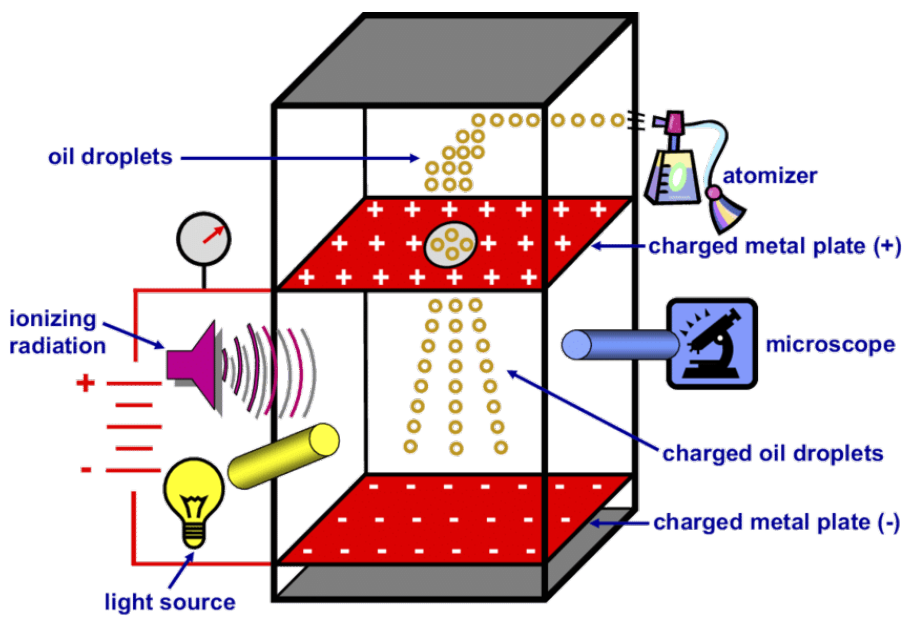 oil droplets
atomizer
+ + + + + + +
charged metal plate (+)
+ + + + + +
+ + + + + + +
ionizing
radiation
microscope
+
charged oil droplets
-
- - - - - - -
charged metal plate (-)
- - - - - -
- - - - - - -
light source